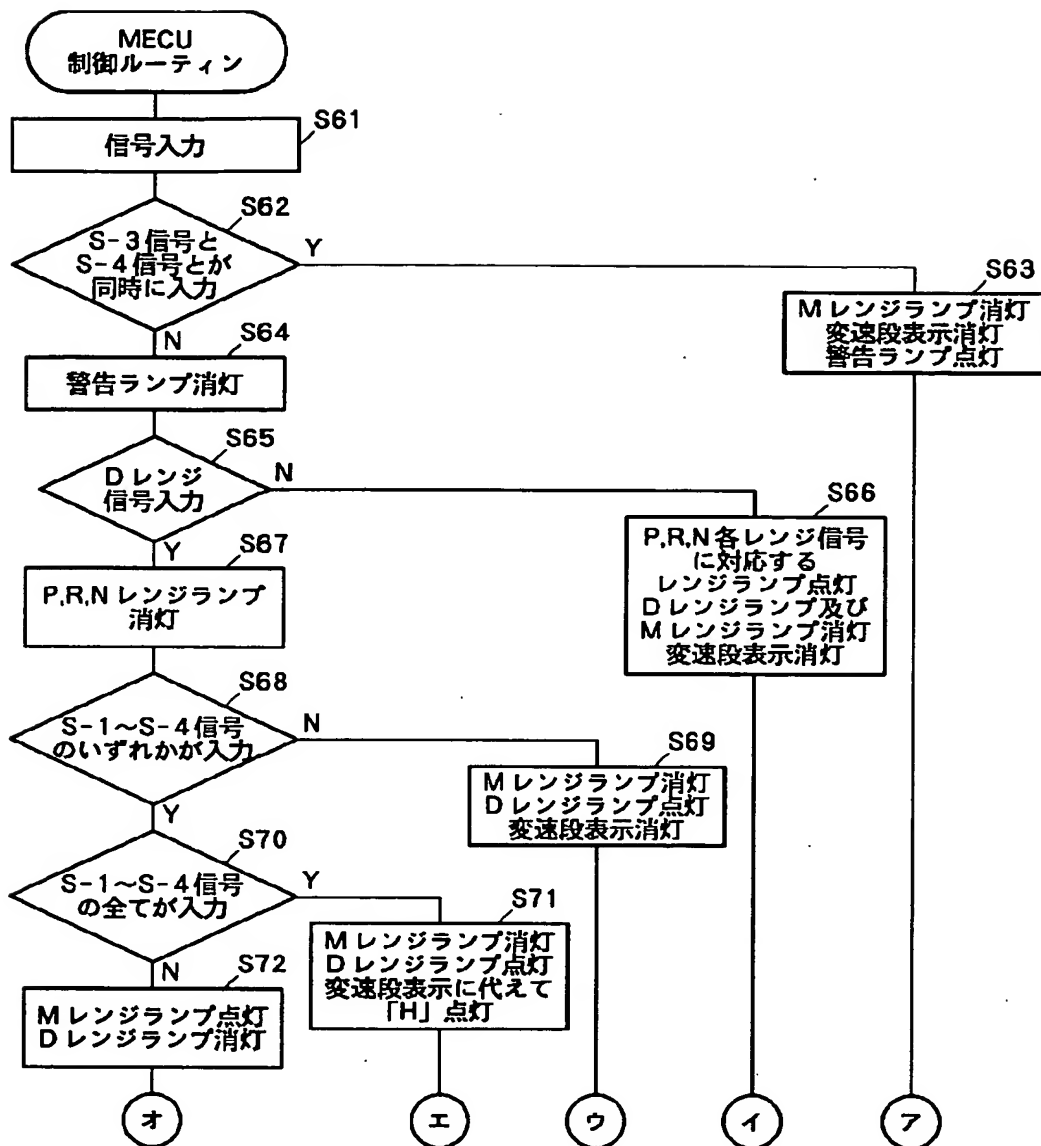 MECU
制御ルーティン
S61
信号入力
S62
S-3信号と
S-4信号とが
同時に入力
Y
N
S63
Mレンジランプ消灯
変速段表示消灯
警告ランプ点灯
S64
警告ランプ消灯
S65
Dレンジ
信号入力
N
Y
S66
P,R,N各レンジ信号
に対応する
レンジランプ点灯
Dレンジランプ及び
Mレンジランプ消灯
変速段表示消灯
S67
P,R,Nレンジランプ
消灯
S68
S-1～S-4信号
のいずれかが入力
N
Y
S69
Mレンジランプ消灯
Dレンジランプ点灯
変速段表示消灯
S70
S-1～S-4信号
の全てが入力
Y
N
S71
Mレンジランプ消灯
Dレンジランプ点灯
変速段表示に代えて
「H」点灯
S72
Mレンジランプ点灯
Dレンジランプ消灯
オ
エ
ウ
イ
ア